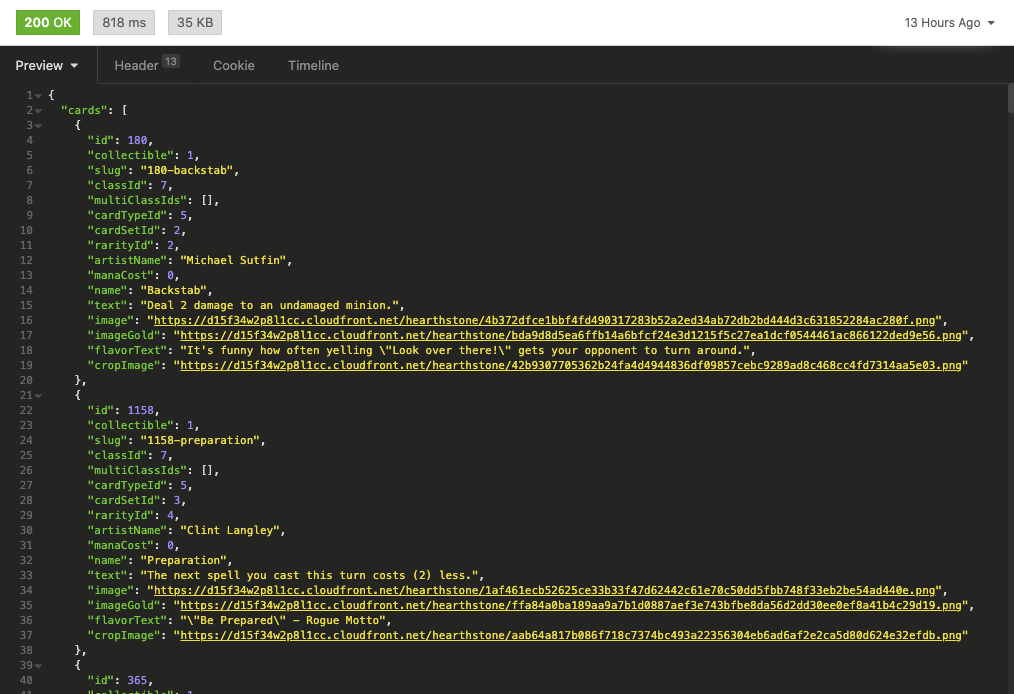 200 OK 818 ms 35 KB 13 Hours Ago
Preview Header 13 Cookie Timeline
1 {
2 "cards": [
3 {
4 "id": 180,
5 "collectible": 1,
6 "slug": "180-backstab",
7 "classId": 7,
8 "multiClassIds": [],
9 "cardTypeId": 5,
10 "cardSetId": 2,
11 "rarityId": 2,
12 "artistName": "Michael Sutfin",
13 "manaCost": 0,
14 "name": "Backstab",
15 "text": "Deal 2 damage to an undamaged minion.",
16 "image": "https://d15f34w2p8l1cc.cloudfront.net/hearthstone/4b372dfce1bbf4fd490317283b52a2ed34ab72db2bd444d3c631852284ac280f.png",
17 "imageGold": "https://d15f34w2p8l1cc.cloudfront.net/hearthstone/bda9d8d5ea6ffb14a6bfcf24e3d1215f5c27ea1dcf0544461ac866122ded9e56.png",
18 "flavorText": "It's funny how often yelling \"Look over there!\" gets your opponent to turn around.",
19 "cropImage": "https://d15f34w2p8l1cc.cloudfront.net/hearthstone/42b9307705362b24fa4d4944836df09857cebc9289ad8c468cc4fd7314aa5e03.png"
20 },
21 {
22 "id": 1158,
23 "collectible": 1,
24 "slug": "1158-preparation",
25 "classId": 7,
26 "multiClassIds": [],
27 "cardTypeId": 5,
28 "cardSetId": 3,
29 "rarityId": 4,
30 "artistName": "Clint Langley",
31 "manaCost": 0,
32 "name": "Preparation",
33 "text": "The next spell you cast this turn costs (2) less.",
34 "image": "https://d15f34w2p8l1cc.cloudfront.net/hearthstone/1af461ecb52625ce33b33f47d62442c61e70c50dd5fbb748f33eb2be54ad440e.png",
35 "imageGold": "https://d15f34w2p8l1cc.cloudfront.net/hearthstone/ffa84a0ba189aa9a7b1d0887aef3e743bfbe8da56d2dd30ee0ef8a41b4c29d19.png",
36 "flavorText": "\"Be Prepared\" - Rogue Motto",
37 "cropImage": "https://d15f34w2p8l1cc.cloudfront.net/hearthstone/aab64a817b086f718c7374bc493a22356304eb6ad6af2e2ca5d80d624e32efdb.png"
38 },
39 {
40 "id": 365,
41 "collectible": 1